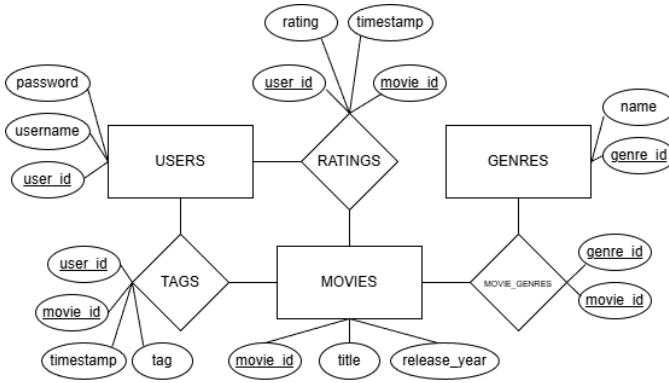 rating
timestamp
password
user_id
movie_id
username
name
USERS
RATINGS
GENRES
genre_id
user_id
user_id
genre_id
movie_id
TAGS
MOVIES
MOVIE_GENRES
movie_id
timestamp
tag
movie_id
title
release_year